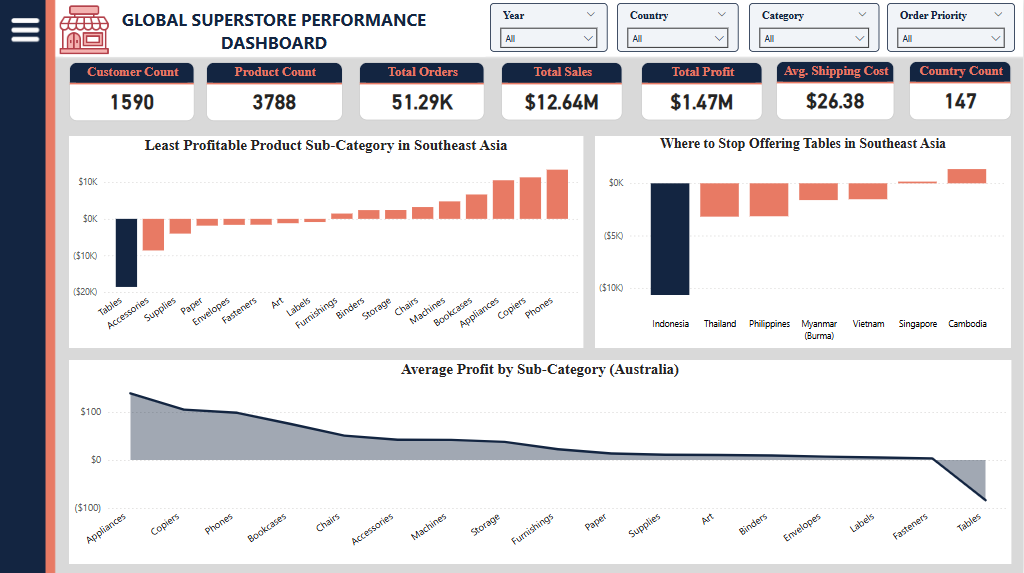 GLOBAL SUPERSTORE PERFORMANCE
DASHBOARD
Year
All
Country
All
Category
All
Order Priority
All
Customer Count
1590
Product Count
3788
Total Orders
51.29K
Total Sales
$12.64M
Total Profit
$1.47M
Avg. Shipping Cost
$26.38
Country Count
147
Least Profitable Product Sub-Category in Southeast Asia
$10K
$0K
($10K)
($20K)
Tables
Accessories
Supplies
Paper
Envelopes
Fasteners
Art
Labels
Furnishings
Binders
Storage
Chairs
Machines
Bookcases
Appliances
Copiers
Phones
Where to Stop Offering Tables in Southeast Asia
$0K
($5K)
($10K)
Indonesia
Thailand
Philippines
Myanmar
(Burma)
Vietnam
Singapore
Cambodia
Average Profit by Sub-Category (Australia)
$100
$0
($100)
Appliances
Copiers
Phones
Bookcases
Chairs
Accessories
Machines
Storage
Furnishings
Paper
Supplies
Art
Binders
Envelopes
Labels
Fasteners
Tables